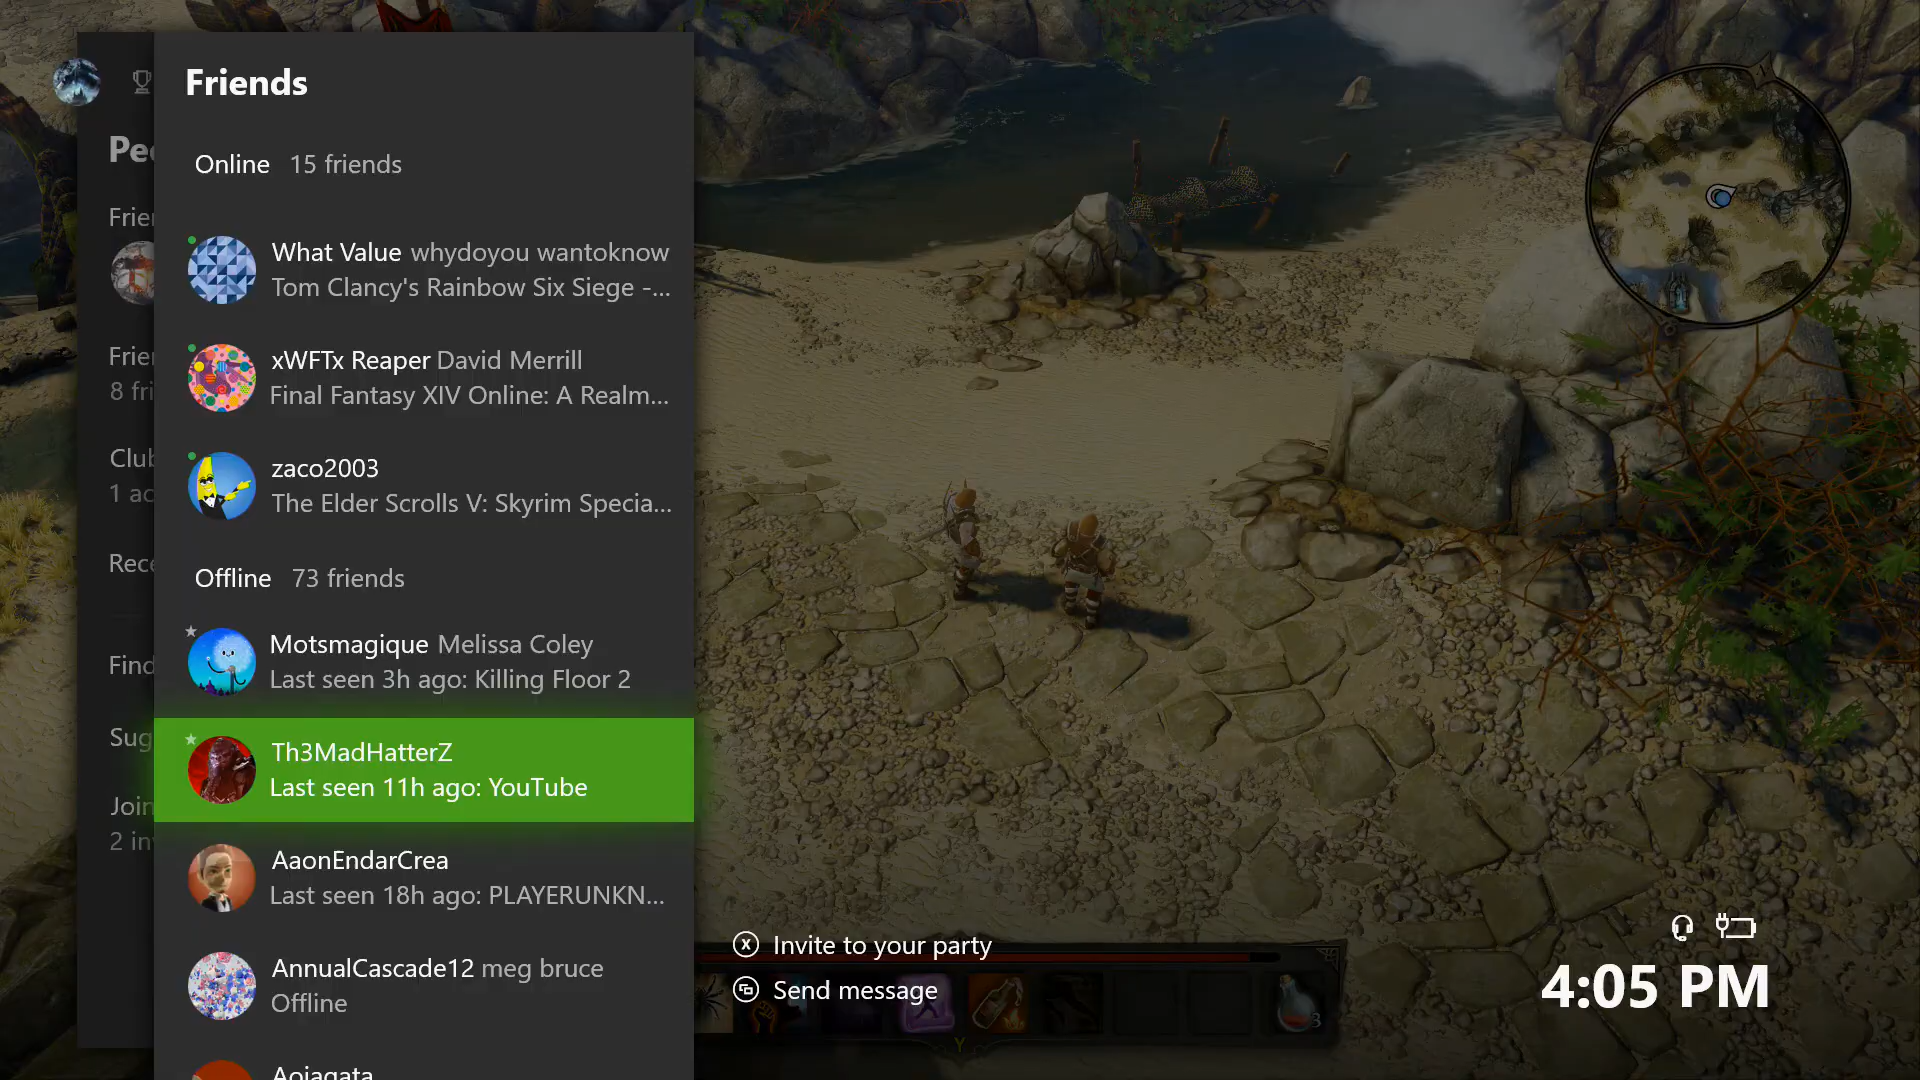 Friends
Online 15 friends
What Value whydoyou wantoknow
Tom Clancy's Rainbow Six Siege -...
xWFTx Reaper David Merrill
Final Fantasy XIV Online: A Realm...
zaco2003
The Elder Scrolls V: Skyrim Specia...
Offline 73 friends
Motsmagique Melissa Coley
Last seen 3h ago: Killing Floor 2
Th3MadHatterZ
Last seen 11h ago: YouTube
AaonEndarCrea
Last seen 18h ago: PLAYERUNKN...
AnnualCascade12 meg bruce
Offline
X Invite to your party
Send message
3
Y
4:05 PM